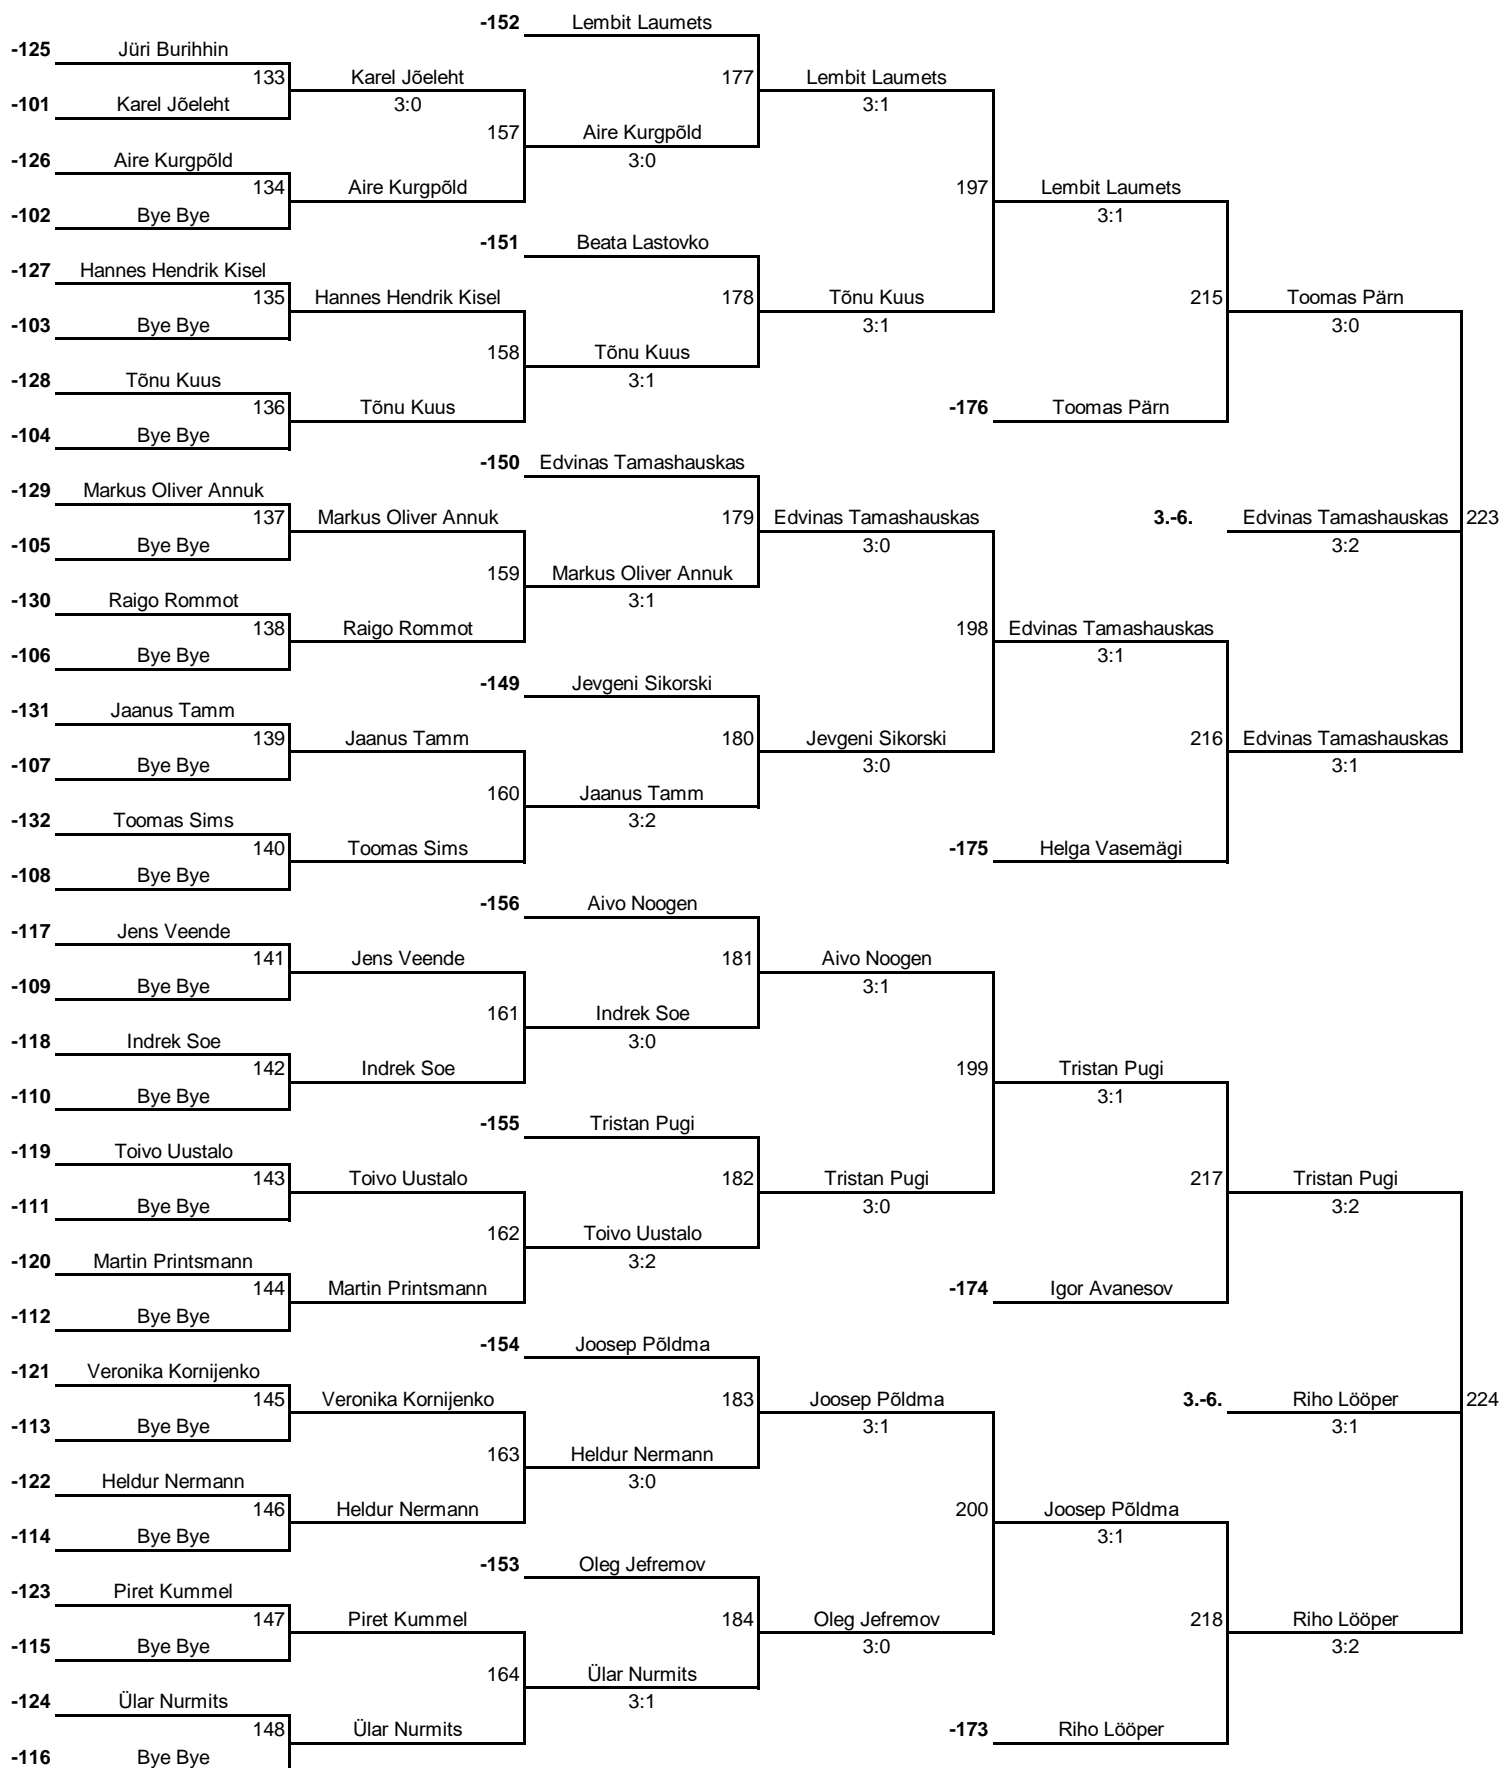 -152 Lembit Laumets
-125 Jüri Burihhin
133 Karel Jõeleht 177 Lembit Laumets
-101 Karel Jõeleht 3:0 3:1
157 Aire Kurgpõld
-126 Aire Kurgpõld 3:0
134 Aire Kurgpõld 197 Lembit Laumets
-102 Bye Bye 3:1
-151 Beata Lastovko
-127 Hannes Hendrik Kisel
135 Hannes Hendrik Kisel 178 Tõnu Kuus 215 Toomas Pärn
-103 Bye Bye 3:1 3:0
158 Tõnu Kuus
-128 Tõnu Kuus 3:1
136 Tõnu Kuus -176 Toomas Pärn
-104 Bye Bye
-150 Edvinas Tamashauskas
-129 Markus Oliver Annuk
137 Markus Oliver Annuk 179 Edvinas Tamashauskas 3.-6. Edvinas Tamashauskas 223
-105 Bye Bye 3:0 3:2
159 Markus Oliver Annuk
-130 Raigo Rommot 3:1
138 Raigo Rommot 198 Edvinas Tamashauskas
-106 Bye Bye 3:1
-149 Jevgeni Sikorski
-131 Jaanus Tamm
139 Jaanus Tamm 180 Jevgeni Sikorski 216 Edvinas Tamashauskas
-107 Bye Bye 3:0 3:1
160 Jaanus Tamm
-132 Toomas Sims 3:2
140 Toomas Sims -175 Helga Vasemägi
-108 Bye Bye
-156 Aivo Noogen
-117 Jens Veende
141 Jens Veende 181 Aivo Noogen
-109 Bye Bye 3:1
161 Indrek Soe
-118 Indrek Soe 3:0
142 Indrek Soe 199 Tristan Pugi
-110 Bye Bye 3:1
-155 Tristan Pugi
-119 Toivo Uustalo
143 Toivo Uustalo 182 Tristan Pugi 217 Tristan Pugi
-111 Bye Bye 3:0 3:2
162 Toivo Uustalo
-120 Martin Printsmann 3:2
144 Martin Printsmann -174 Igor Avanesov
-112 Bye Bye
-154 Joosep Põldma
-121 Veronika Kornijenko
145 Veronika Kornijenko 183 Joosep Põldma 3.-6. Riho Lööper 224
-113 Bye Bye 3:1 3:1
163 Heldur Nermann
-122 Heldur Nermann 3:0
146 Heldur Nermann 200 Joosep Põldma
-114 Bye Bye 3:1
-153 Oleg Jefremov
-123 Piret Kummel
147 Piret Kummel 184 Oleg Jefremov 218 Riho Lööper
-115 Bye Bye 3:0 3:2
164 Ülar Nurmits
-124 Ülar Nurmits 3:1
148 Ülar Nurmits -173 Riho Lööper
-116 Bye Bye